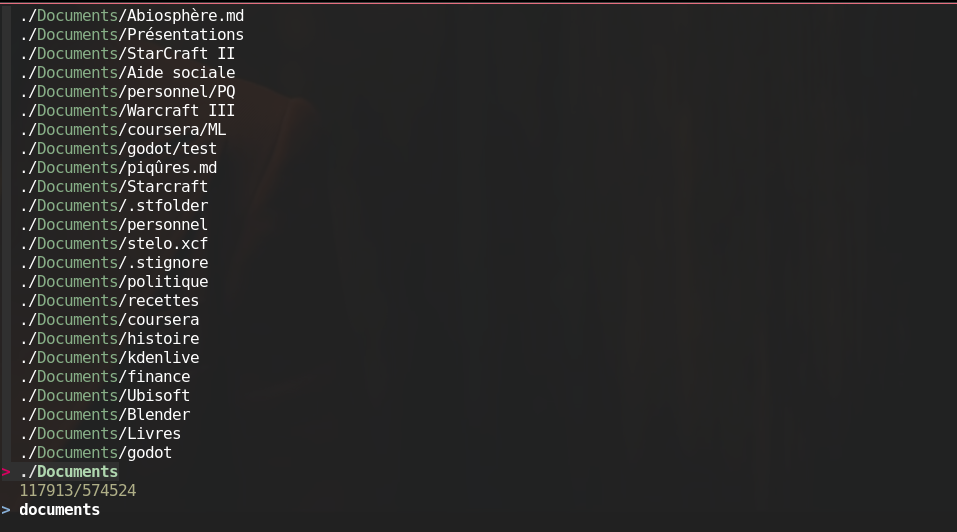 ./Documents/Abiosphère.md
./Documents/Présentations
./Documents/StarCraft II
./Documents/Aide sociale
./Documents/personnel/PQ
./Documents/Warcraft III
./Documents/coursera/ML
./Documents/godot/test
./Documents/piqûres.md
./Documents/Starcraft
./Documents/.stfolder
./Documents/personnel
./Documents/stelo.xcf
./Documents/.stignore
./Documents/politique
./Documents/recettes
./Documents/coursera
./Documents/histoire
./Documents/kdenlive
./Documents/finance
./Documents/Ubisoft
./Documents/Blender
./Documents/Livres
./Documents/godot
> ./Documents
117913/574524
> documents